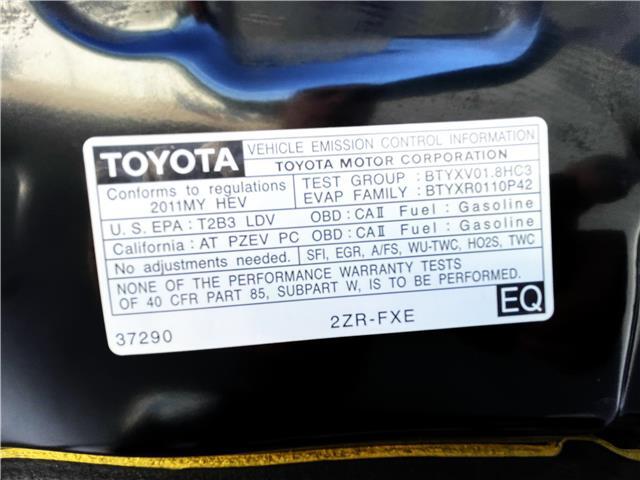 TOYOTA VEHICLE EMISSION CONTROL INFORMATION
TOYOTA MOTOR CORPORATION
Conforms to regulations
2011MY HEV
TEST GROUP : BTYXV01.8HC3
EVAP FAMILY : BTYXR0110P42
U.S. EPA : T2B3 LDV OBD : CAⅡ Fuel : Gasoline
California : AT PZEV PC OBD : CAⅡ Fuel : Gasoline
No adjustments needed. SFI, EGR, A/FS, WU-TWC, HO2S, TWC
NONE OF THE PERFORMANCE WARRANTY TESTS
OF 40 CFR PART 85, SUBPART W, IS TO BE PERFORMED.
37290 2ZR-FXE EQ